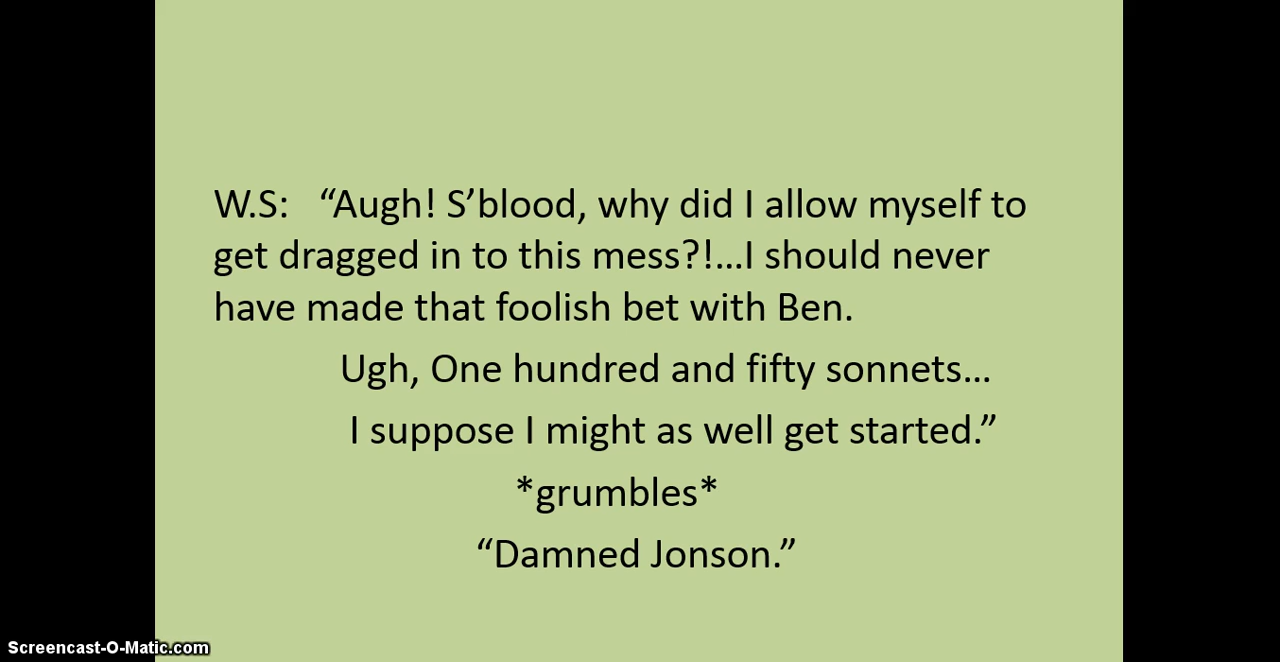 W.S: “Augh! S’blood, why did I allow myself to
get dragged in to this mess?!...I should never
have made that foolish bet with Ben.
Ugh, One hundred and fifty sonnets...
I suppose I might as well get started.”
*grumbles*
“Damned Jonson.”
Screencast-O-Matic.com